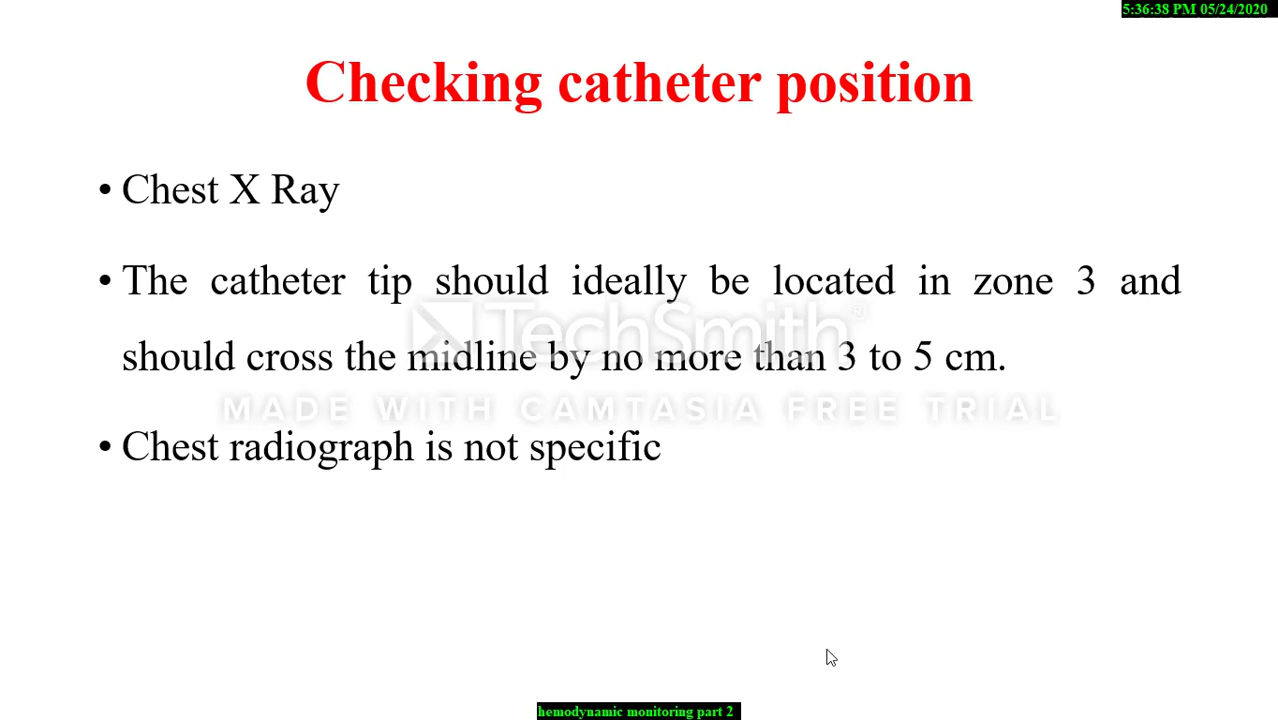 5:36:38 PM 05/24/2020
Checking catheter position
• Chest X Ray
• The catheter tip should ideally be located in zone 3 and
should cross the midline by no more than 3 to 5 cm.
TechSmith®
MADE WITH CAMTASIA FREE TRIAL
• Chest radiograph is not specific
hemodynamic monitoring part 2